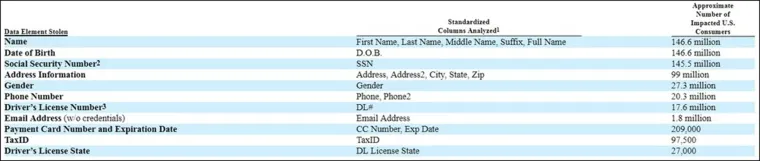 Data Element Stolen Standardized Columns Analyzed1 Approximate Number of Impacted U.S. Consumers
Name First Name, Last Name, Middle Name, Suffix, Full Name 146.6 million
Date of Birth D.O.B. 146.6 million
Social Security Number2 SSN 145.5 million
Address Information Address, Address2, City, State, Zip 99 million
Gender Gender 27.3 million
Phone Number Phone, Phone2 20.3 million
Driver's License Number3 DL# 17.6 million
Email Address (w/o credentials) Email Address 1.8 million
Payment Card Number and Expiration Date CC Number, Exp Date 209,000
TaxID TaxID 97,500
Driver's License State DL License State 27,000